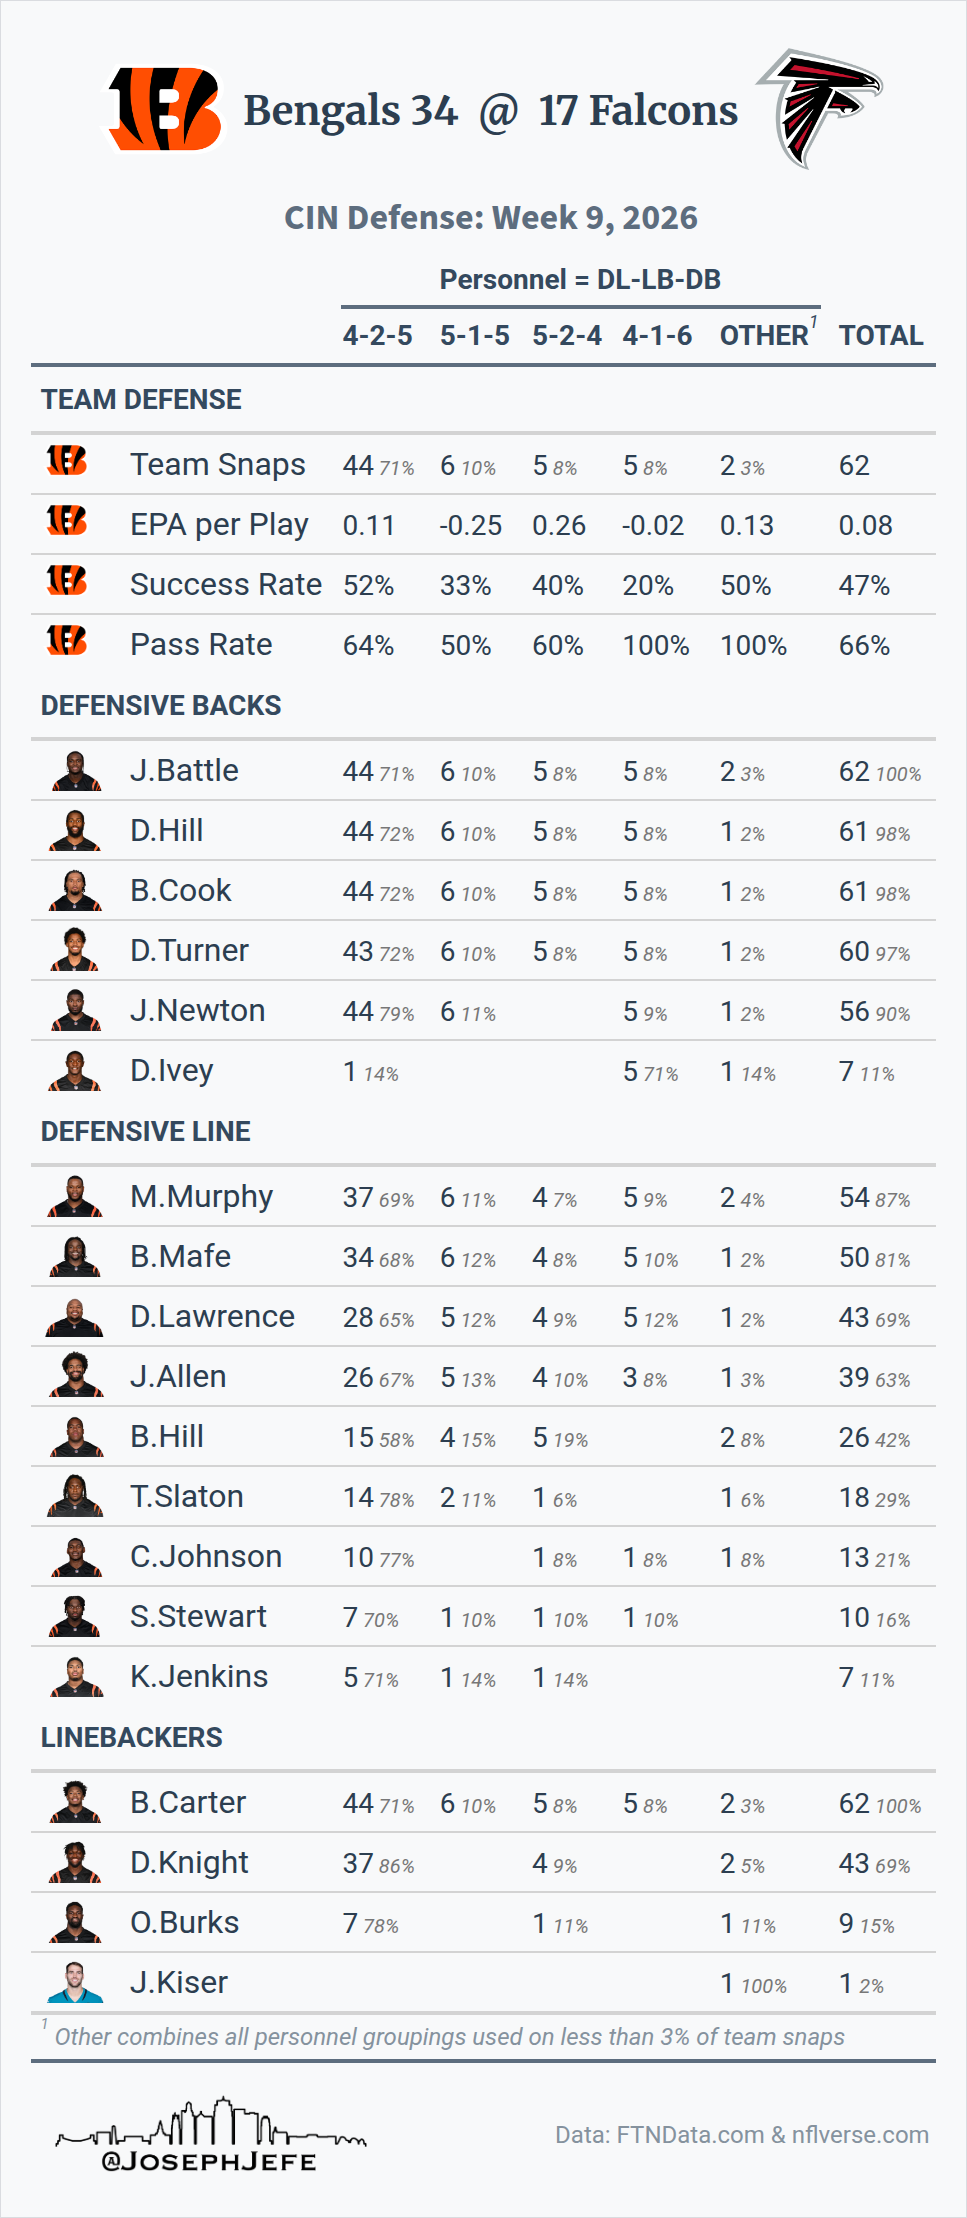 Bengals 34 @ 17 Falcons
CIN Defense: Week 9, 2026
Personnel = DL-LB-DB
4-2-5 5-1-5 5-2-4 4-1-6 OTHER1 TOTAL
TEAM DEFENSE
Team Snaps 44 71% 6 10% 5 8% 5 8% 2 3% 62
EPA per Play 0.11 -0.25 0.26 -0.02 0.13 0.08
Success Rate 52% 33% 40% 20% 50% 47%
Pass Rate 64% 50% 60% 100% 100% 66%
DEFENSIVE BACKS
J.Battle 44 71% 6 10% 5 8% 5 8% 2 3% 62 100%
D.Hill 44 72% 6 10% 5 8% 5 8% 1 2% 61 98%
B.Cook 44 72% 6 10% 5 8% 5 8% 1 2% 61 98%
D.Turner 43 72% 6 10% 5 8% 5 8% 1 2% 60 97%
J.Newton 44 79% 6 11% 5 9% 1 2% 56 90%
D.Ivey 1 14% 5 71% 1 14% 7 11%
DEFENSIVE LINE
M.Murphy 37 69% 6 11% 4 7% 5 9% 2 4% 54 87%
B.Mafe 34 68% 6 12% 4 8% 5 10% 1 2% 50 81%
D.Lawrence 28 65% 5 12% 4 9% 5 12% 1 2% 43 69%
J.Allen 26 67% 5 13% 4 10% 3 8% 1 3% 39 63%
B.Hill 15 58% 4 15% 5 19% 2 8% 26 42%
T.Slaton 14 78% 2 11% 1 6% 1 6% 18 29%
C.Johnson 10 77% 1 8% 1 8% 1 8% 13 21%
S.Stewart 7 70% 1 10% 1 10% 1 10% 10 16%
K.Jenkins 5 71% 1 14% 1 14% 7 11%
LINEBACKERS
B.Carter 44 71% 6 10% 5 8% 5 8% 2 3% 62 100%
D.Knight 37 86% 4 9% 2 5% 43 69%
O.Burks 7 78% 1 11% 1 11% 9 15%
J.Kiser 1 100% 1 2%
1 Other combines all personnel groupings used on less than 3% of team snaps
@JOSEPHJEFE
Data: FTNData.com & nflverse.com